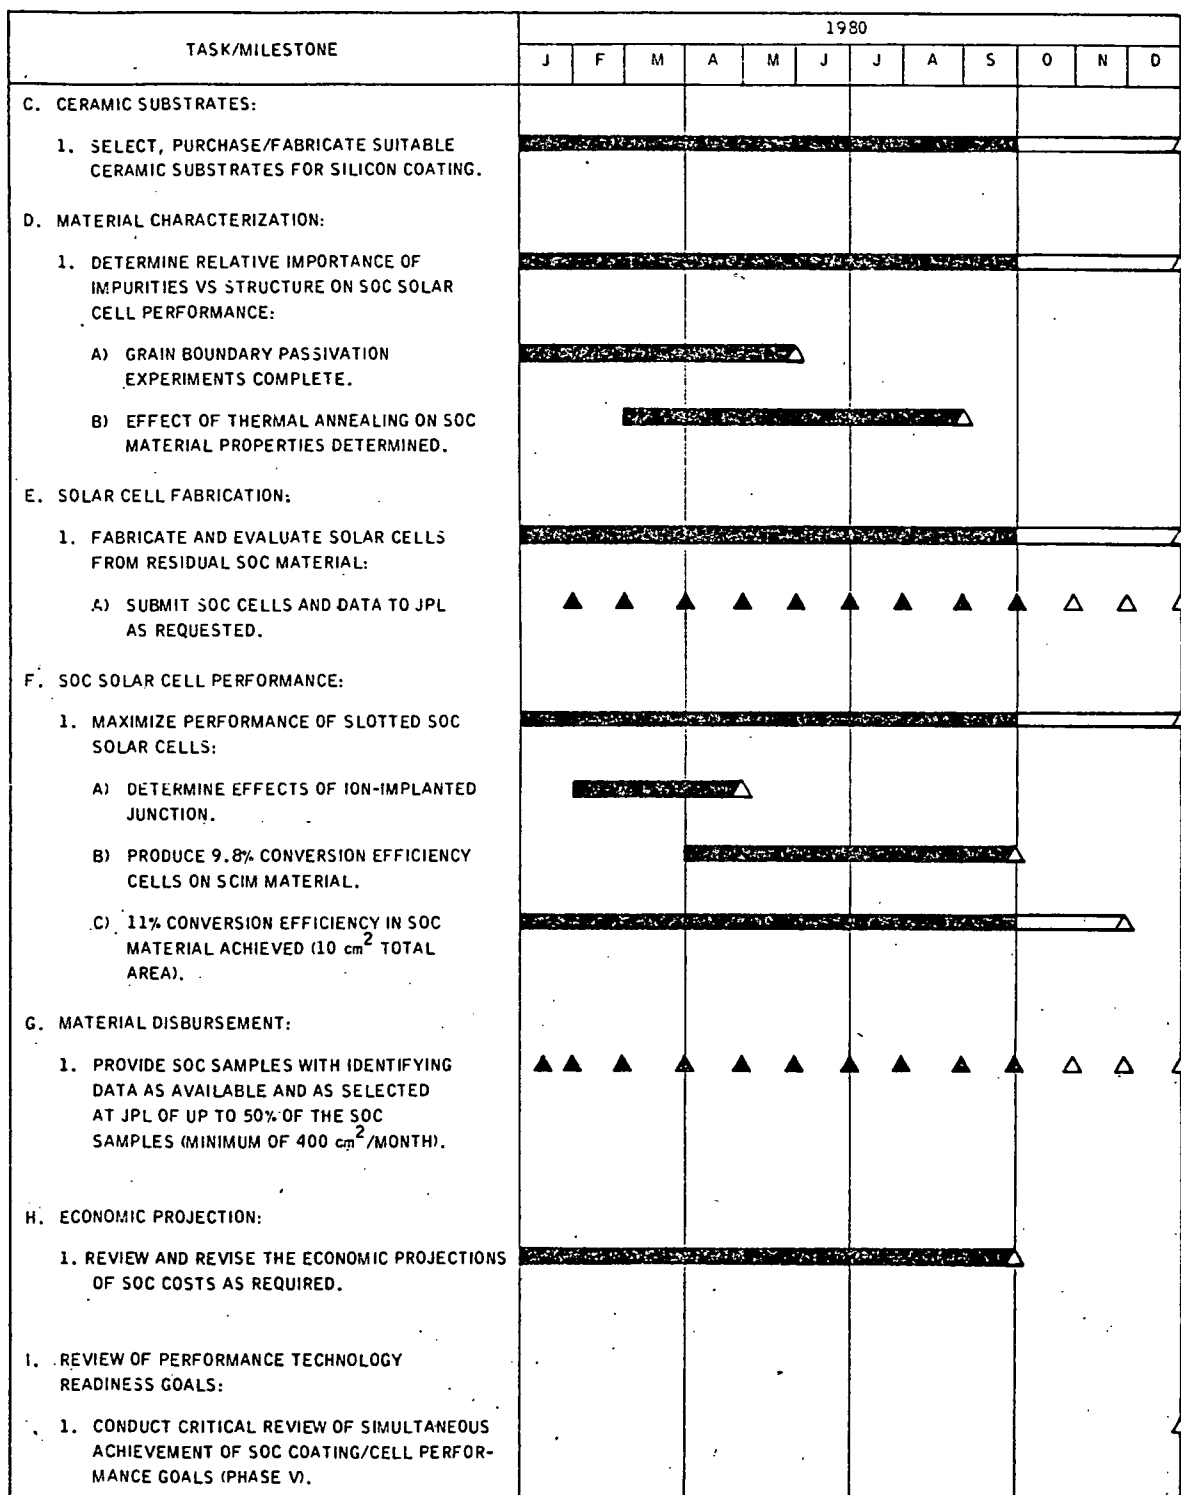 TASK/MILESTONE
1980
J F M A M J J A S O N D
C. CERAMIC SUBSTRATES:
1. SELECT, PURCHASE/FABRICATE SUITABLE
CERAMIC SUBSTRATES FOR SILICON COATING.
D. MATERIAL CHARACTERIZATION:
1. DETERMINE RELATIVE IMPORTANCE OF
IMPURITIES VS STRUCTURE ON SOC SOLAR
CELL PERFORMANCE:
A) GRAIN BOUNDARY PASSIVATION
EXPERIMENTS COMPLETE.
B) EFFECT OF THERMAL ANNEALING ON SOC
MATERIAL PROPERTIES DETERMINED.
E. SOLAR CELL FABRICATION:
1. FABRICATE AND EVALUATE SOLAR CELLS
FROM RESIDUAL SOC MATERIAL:
A) SUBMIT SOC CELLS AND DATA TO JPL
AS REQUESTED.
F. SOC SOLAR CELL PERFORMANCE:
1. MAXIMIZE PERFORMANCE OF SLOTTED SOC
SOLAR CELLS:
A) DETERMINE EFFECTS OF ION-IMPLANTED
JUNCTION.
B) PRODUCE 9.8% CONVERSION EFFICIENCY
CELLS ON SCIM MATERIAL.
C) 11% CONVERSION EFFICIENCY IN SOC
MATERIAL ACHIEVED (10 cm² TOTAL
AREA).
G. MATERIAL DISBURSEMENT:
1. PROVIDE SOC SAMPLES WITH IDENTIFYING
DATA AS AVAILABLE AND AS SELECTED
AT JPL OF UP TO 50% OF THE SOC
SAMPLES (MINIMUM OF 400 cm²/MONTH).
H. ECONOMIC PROJECTION:
1. REVIEW AND REVISE THE ECONOMIC PROJECTIONS
OF SOC COSTS AS REQUIRED.
I. REVIEW OF PERFORMANCE TECHNOLOGY
READINESS GOALS:
1. CONDUCT CRITICAL REVIEW OF SIMULTANEOUS
ACHIEVEMENT OF SOC COATING/CELL PERFOR-
MANCE GOALS (PHASE V).